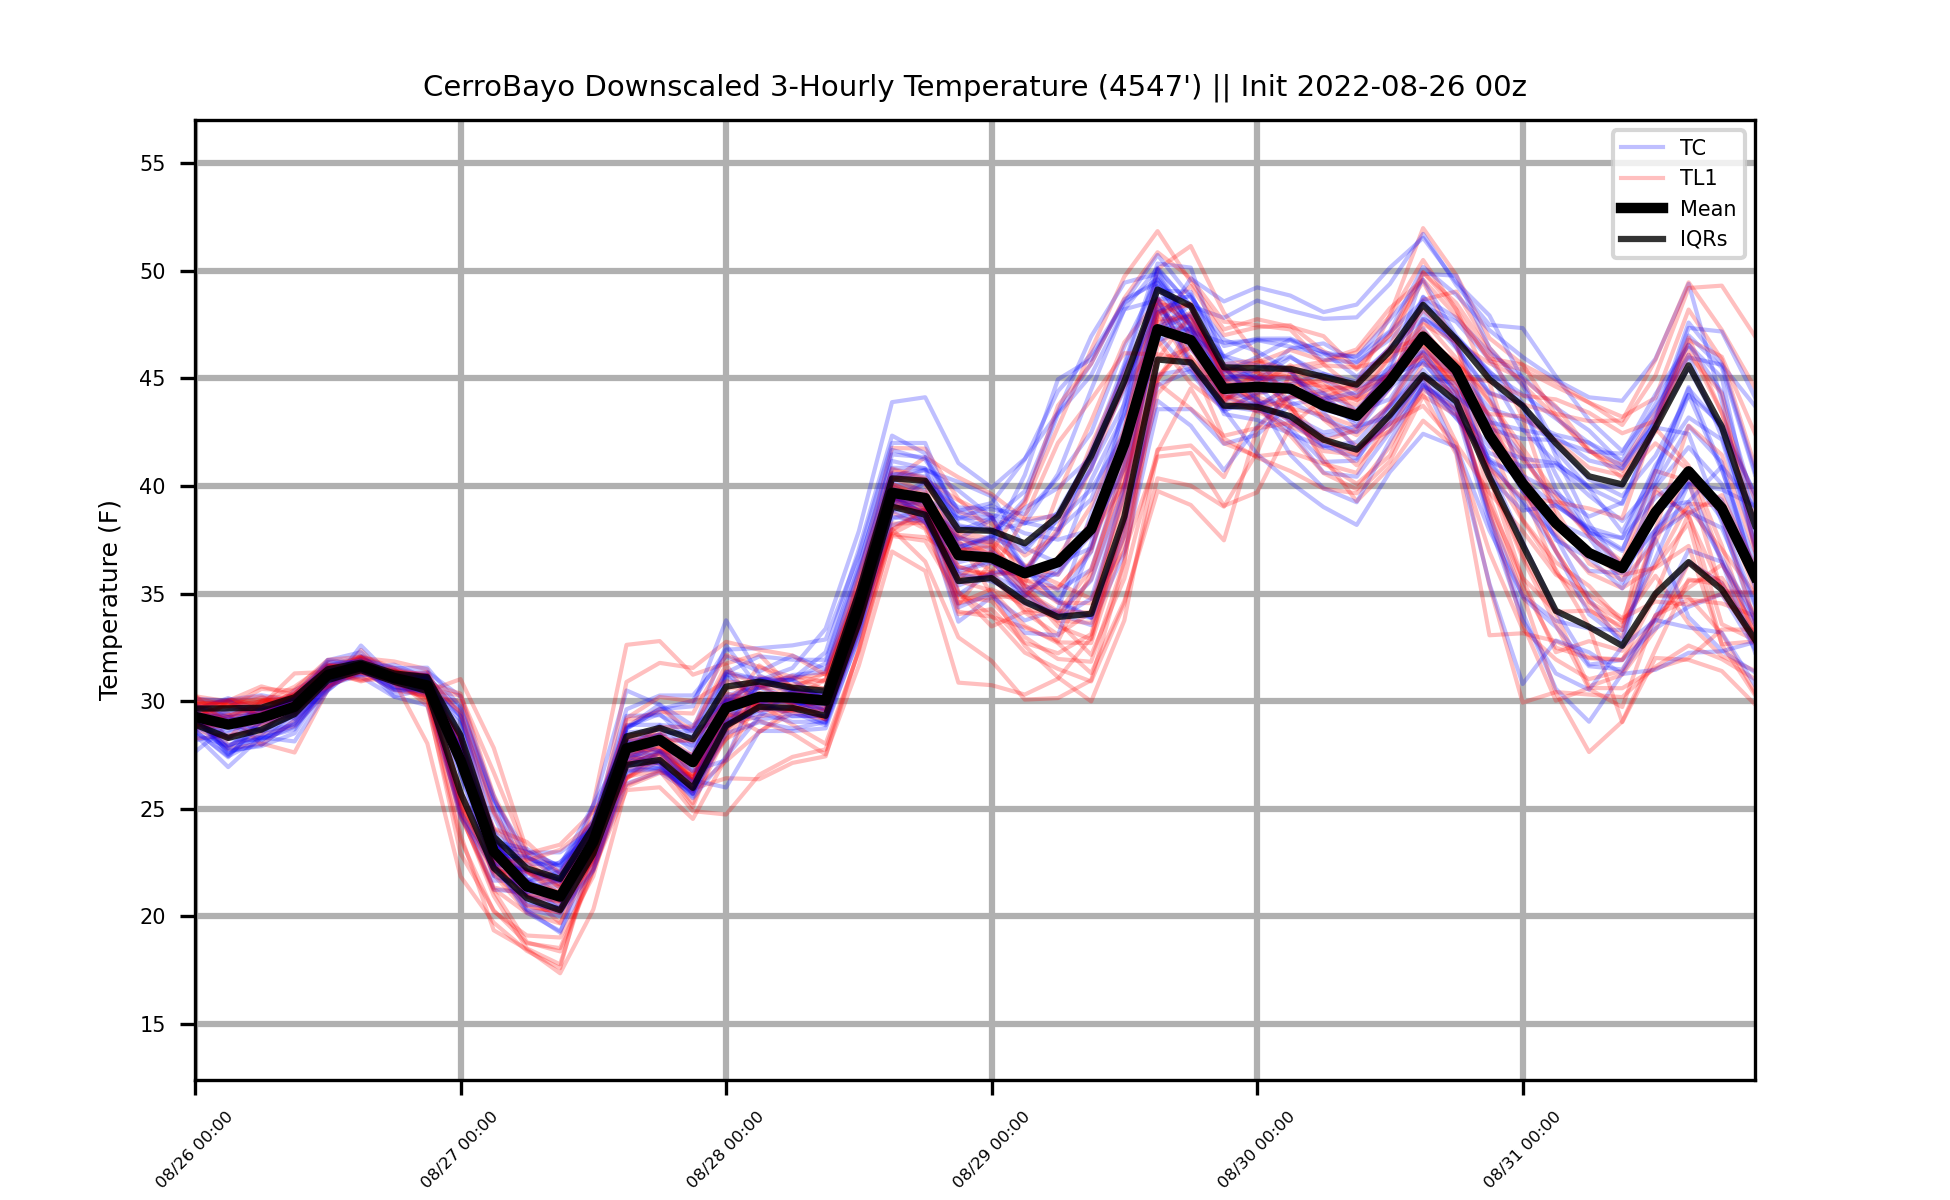 CerroBayo Downscaled 3-Hourly Temperature (4547') || Init 2022-08-26 00z
TC
TL1
Mean
IQRs
Temperature (F)
55
50
45
40
35
30
25
20
15
08/26 00:00
08/27 00:00
08/28 00:00
08/29 00:00
08/30 00:00
08/31 00:00